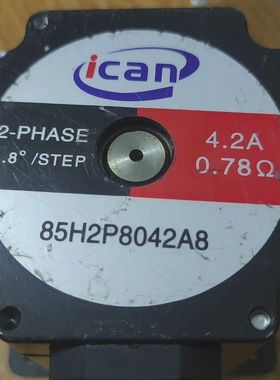 ican
2-PHASE
.8°/STEP
4.2A
0.78Ω
85H2P8042A8